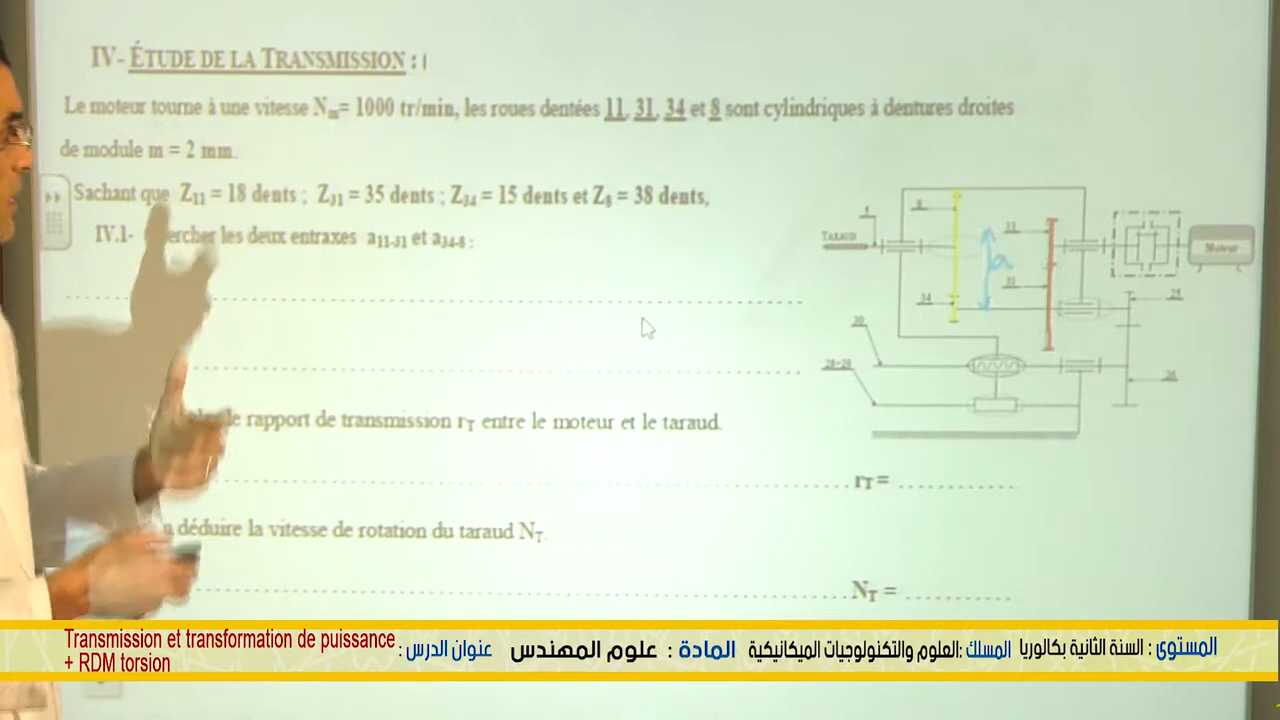 IV- ÉTUDE DE LA TRANSMISSION :
Le moteur tourne à une vitesse Nm= 1000 tr/min, les roues dentées 11, 31, 34 et 8 sont cylindriques à dentures droites
de module m = 2 mm.
Sachant que Z11 = 18 dents ; Z31 = 35 dents ; Z34 = 15 dents et Z8 = 38 dents,
IV.1- les deux entraxes a11-31 et a34-8 :
le rapport de transmission rT entre le moteur et le taraud.
rT = ..................
déduire la vitesse de rotation du taraud NT.
NT = ..................
TARAUD
8
11
Moteur
31
34
25
30
28+29
a
Transmission et transformation de puissance
+ RDM torsion
عنوان الدرس :
المادة : علوم المهندس
المسلك :العلوم والتكنولوجيات الميكانيكية
المستوى : السنة الثانية بكالوريا